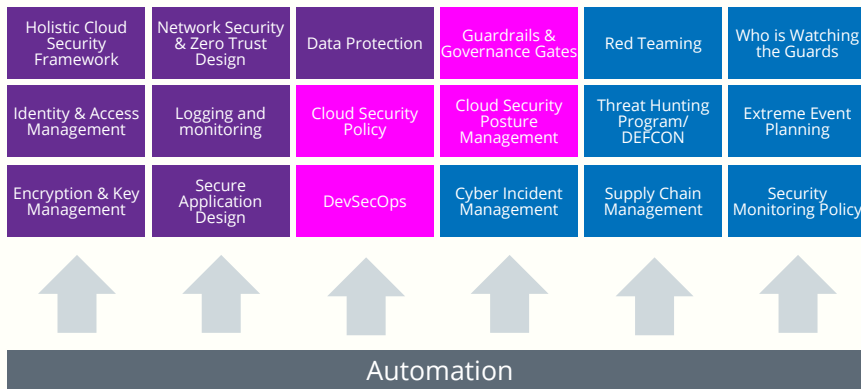 Holistic Cloud
Security
Framework
Network Security
& Zero Trust
Design
Data Protection
Guardrails &
Governance Gates
Red Teaming
Who is Watching
the Guards
Identity & Access
Management
Logging and
monitoring
Cloud Security
Policy
Cloud Security
Posture
Management
Threat Hunting
Program/
DEFCON
Extreme Event
Planning
Encryption & Key
Management
Secure
Application
Design
DevSecOps
Cyber Incident
Management
Supply Chain
Management
Security
Monitoring Policy
Automation